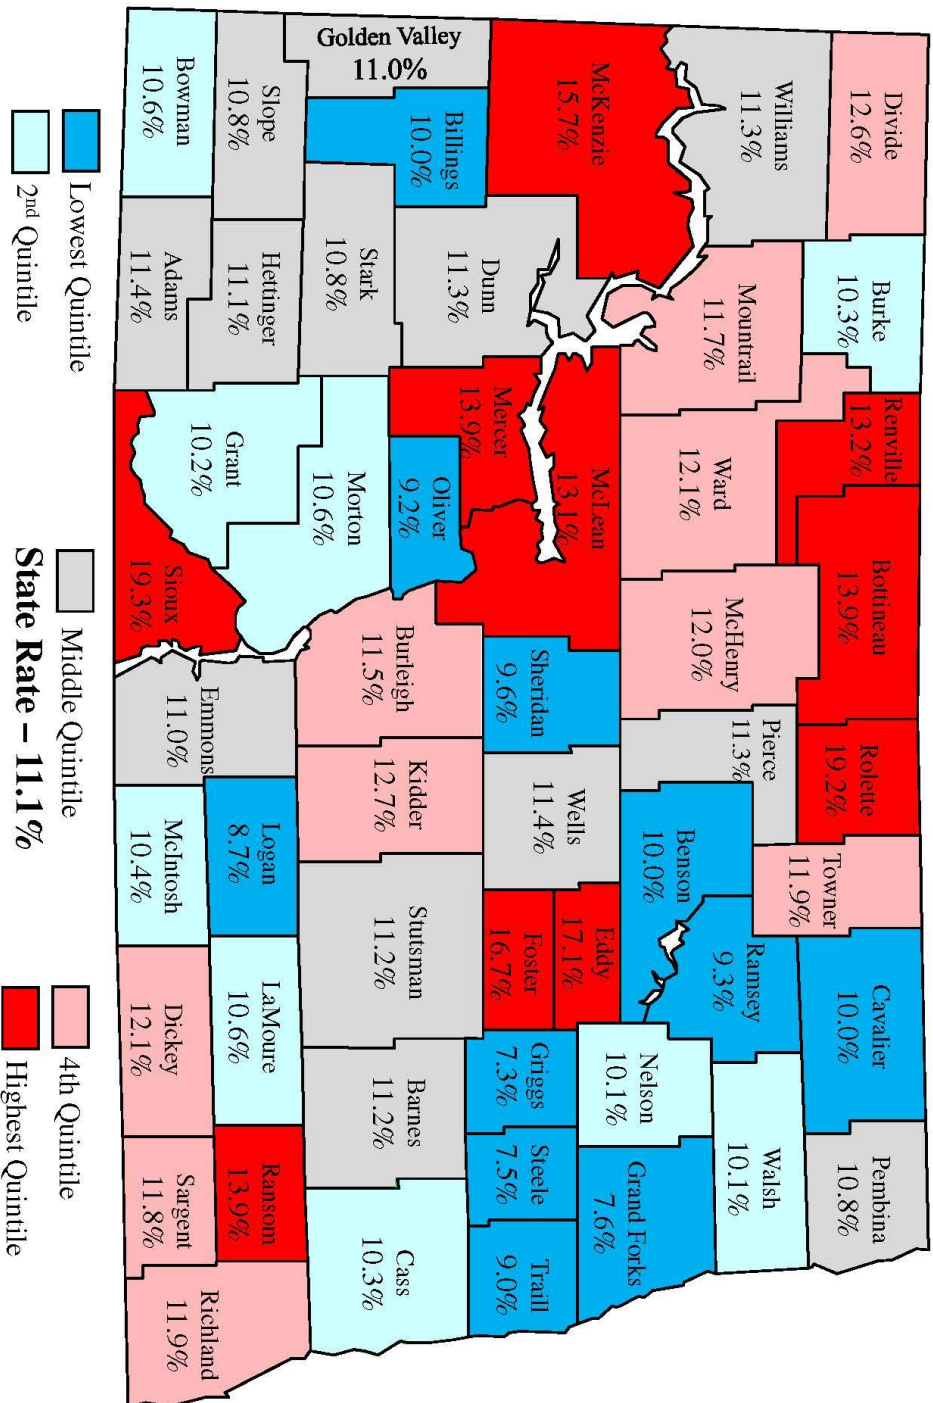 Divide
12.6%
Williams
11.3%
Burke
10.3%
Renville
13.2%
Bottineau
13.9%
Rolette
19.2%
Towner
11.9%
Cavalier
10.0%
Pembina
10.8%
Mountrail
11.7%
Ward
12.1%
McHenry
12.0%
Pierce
11.3%
Benson
10.0%
Ramsey
9.3%
Walsh
10.1%
McKenzie
15.7%
McLean
13.1%
Sheridan
9.6%
Wells
11.4%
Eddy
17.1%
Foster
16.7%
Nelson
10.1%
Grand Forks
7.6%
Griggs
7.3%
Steele
7.5%
Traill
9.0%
Golden Valley
11.0%
Billings
10.0%
Dunn
11.3%
Mercer
13.9%
Oliver
9.2%
Stark
10.8%
Morton
10.6%
Burleigh
11.5%
Kidder
12.7%
Stutsman
11.2%
Barnes
11.2%
Cass
10.3%
Slope
10.8%
Hettinger
11.1%
Grant
10.2%
Bowman
10.6%
Adams
11.4%
Sioux
19.3%
Emmons
11.0%
Logan
8.7%
LaMoure
10.6%
Ransom
13.9%
McIntosh
10.4%
Dickey
12.1%
Sargent
11.8%
Richland
11.9%
Lowest Quintile
2nd Quintile
Middle Quintile
State Rate – 11.1%
4th Quintile
Highest Quintile